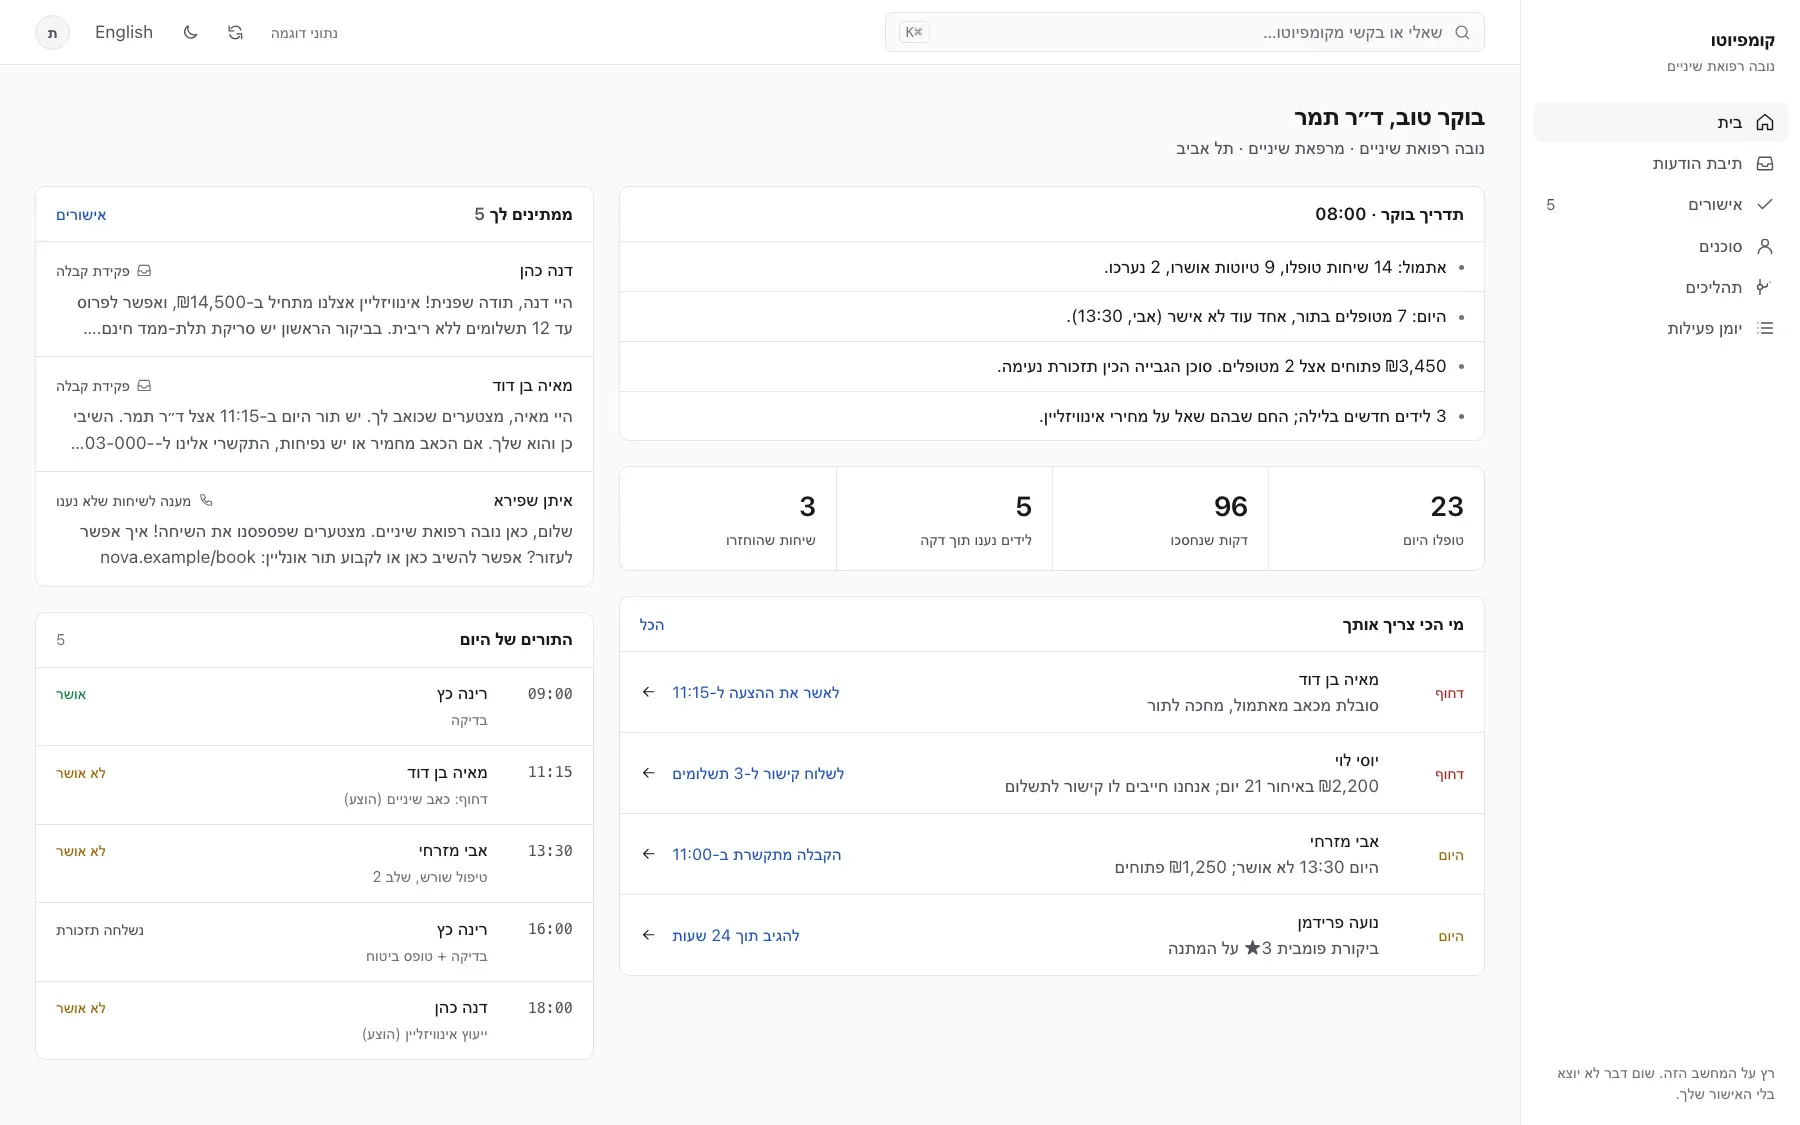 קומפיוטו
נובה רפואת שיניים
בית
תיבת הודעות
אישורים 5
סוכנים
תהליכים
יומן פעילות
רץ על המחשב הזה. שום דבר לא יוצא
בלי האישור שלך.
שאלי או בקשי מקומפיוטו...
⌘K
נתוני דוגמה
English
ת
בוקר טוב, ד״ר תמר
נובה רפואת שיניים · מרפאת שיניים · תל אביב
תדריך בוקר · 08:00
• אתמול: 14 שיחות טופלו, 9 טיוטות אושרו, 2 נערכו.
• היום: 7 מטופלים בתור, אחד עוד לא אישר (אבי, 13:30).
• ₪3,450 פתוחים אצל 2 מטופלים. סוכן הגבייה הכין תזכורת נעימה.
• 3 לידים חדשים בלילה; החם שבהם שאל על מחירי אינוויזליין.
23
טופלו היום
96
דקות שנחסכו
5
לידים נענו תוך דקה
3
שיחות שהוחזרו
מי הכי צריך אותך
הכל
דחוף
מאיה בן דוד
סובלת מכאב מאתמול, מחכה לתור
לאשר את ההצעה ל-11:15 ←
דחוף
יוסי לוי
₪2,200 באיחור 21 יום; אנחנו חייבים לו קישור לתשלום
לשלוח קישור ל-3 תשלומים ←
היום
אבי מזרחי
היום 13:30 לא אושר; ₪1,250 פתוחים
הקבלה מתקשרת ב-11:00 ←
היום
נועה פרידמן
ביקורת פומבית 3★ על המתנה
להגיב תוך 24 שעות ←
ממתינים לך 5
אישורים
דנה כהן
פקידת קבלה
היי דנה, תודה שפנית! אינוויזליין אצלנו מתחיל ב-₪14,500, ואפשר לפרוס
עד 12 תשלומים ללא ריבית. בביקור הראשון יש סריקת תלת-ממד חינם....
מאיה בן דוד
פקידת קבלה
היי מאיה, מצטערים שכואב לך. יש תור היום ב-11:15 אצל ד״ר תמר. השיבי
כן והוא שלך. אם הכאב מחמיר או יש נפיחות, התקשרי אלינו ל-03-000-...
איתן שפירא
מענה לשיחות שלא נענו
שלום, כאן נובה רפואת שיניים. מצטערים שפספסנו את השיחה! איך אפשר
לעזור? אפשר להשיב כאן או לקבוע תור אונליין: nova.example/book
התורים של היום
5
09:00
רינה כץ
בדיקה
אושר
11:15
מאיה בן דוד
דחוף: כאב שיניים (הוצע)
לא אושר
13:30
אבי מזרחי
טיפול שורש, שלב 2
לא אושר
16:00
רינה כץ
בדיקה + טופס ביטוח
נשלחה תזכורת
18:00
דנה כהן
ייעוץ אינוויזליין (הוצע)
לא אושר